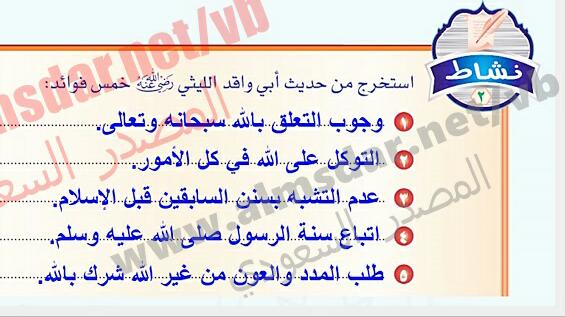 نشاط
٢
استخرج من حديث أبي واقد الليثي رضي الله عنه خمس فوائد:
١ وجوب التعلق بالله سبحانه وتعالى.
٢ التوكل على الله في كل الأمور.
٣ عدم التشبه بسنن السابقين قبل الإسلام.
٤ اتباع سنة الرسول صلى الله عليه وسلم.
٥ طلب المدد والعون من غير الله شرك بالله.
almsdar.net/vb
المصدر السعودي
www.almsdar.net/vb
المصدر السعودي